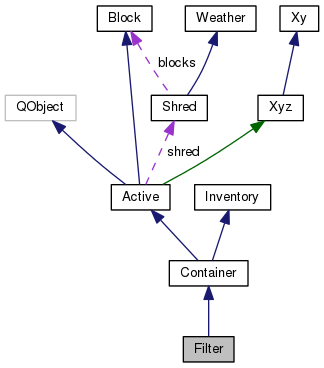 Block
Weather
Xy
blocks
QObject
Shred
Xyz
shred
Active
Inventory
Container
Filter